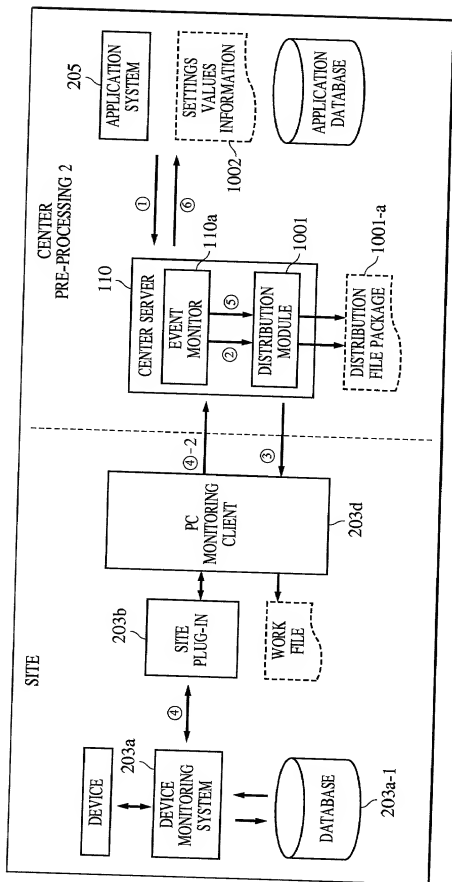 SITE
CENTER
PRE-PROCESSING 2
DEVICE
203a
DEVICE
MONITORING
SYSTEM
DATABASE
203a-1
④
203b
SITE
PLUG-IN
WORK
FILE
PC
MONITORING
CLIENT
203d
④-2
③
110
CENTER SERVER
110a
EVENT
MONITOR
②
⑤
1001
DISTRIBUTION
MODULE
1001-a
DISTRIBUTION
FILE PACKAGE
①
⑥
205
APPLICATION
SYSTEM
SETTINGS
VALUES
INFORMATION
1002
APPLICATION
DATABASE